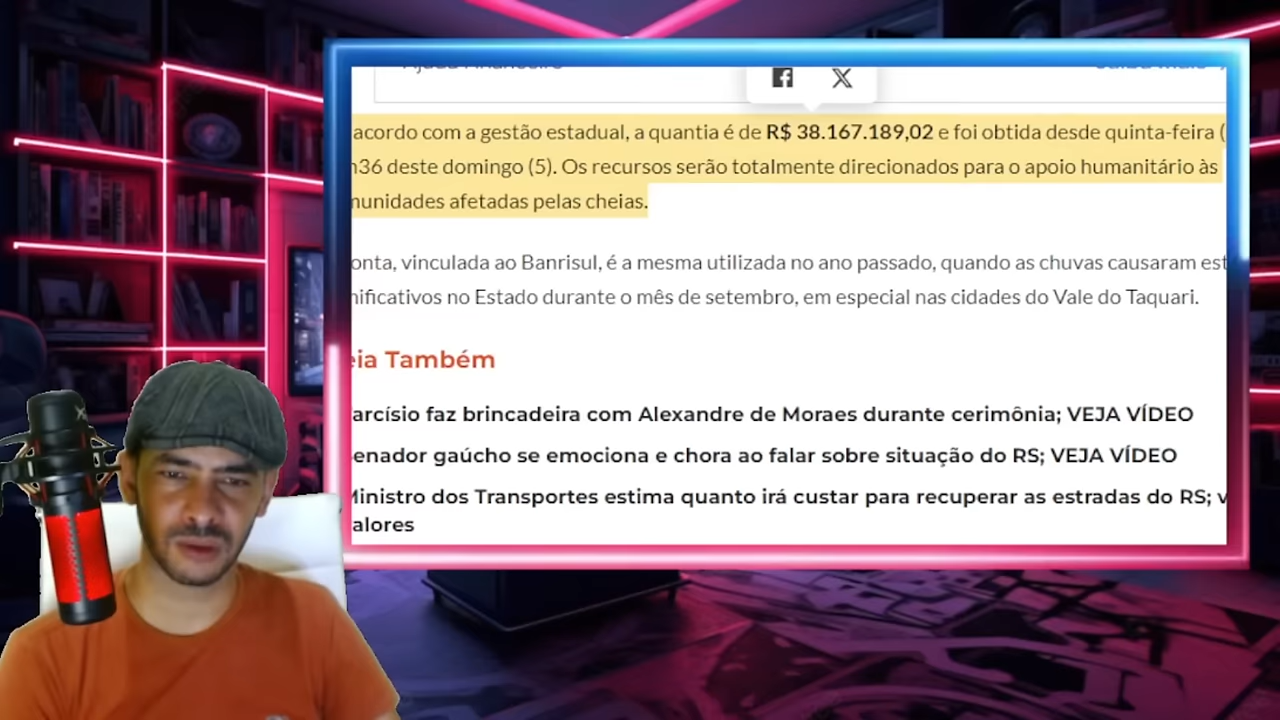 acordo com a gestão estadual, a quantia é de R$ 38.167.189,02 e foi obtida desde quinta-feira (
h36 deste domingo (5). Os recursos serão totalmente direcionados para o apoio humanitário às
munidades afetadas pelas cheias.
onta, vinculada ao Banrisul, é a mesma utilizada no ano passado, quando as chuvas causaram est
nificativos no Estado durante o mês de setembro, em especial nas cidades do Vale do Taquari.
eia Também
arcísio faz brincadeira com Alexandre de Moraes durante cerimônia; VEJA VÍDEO
enador gaúcho se emociona e chora ao falar sobre situação do RS; VEJA VÍDEO
Ministro dos Transportes estima quanto irá custar para recuperar as estradas do RS; v
alores